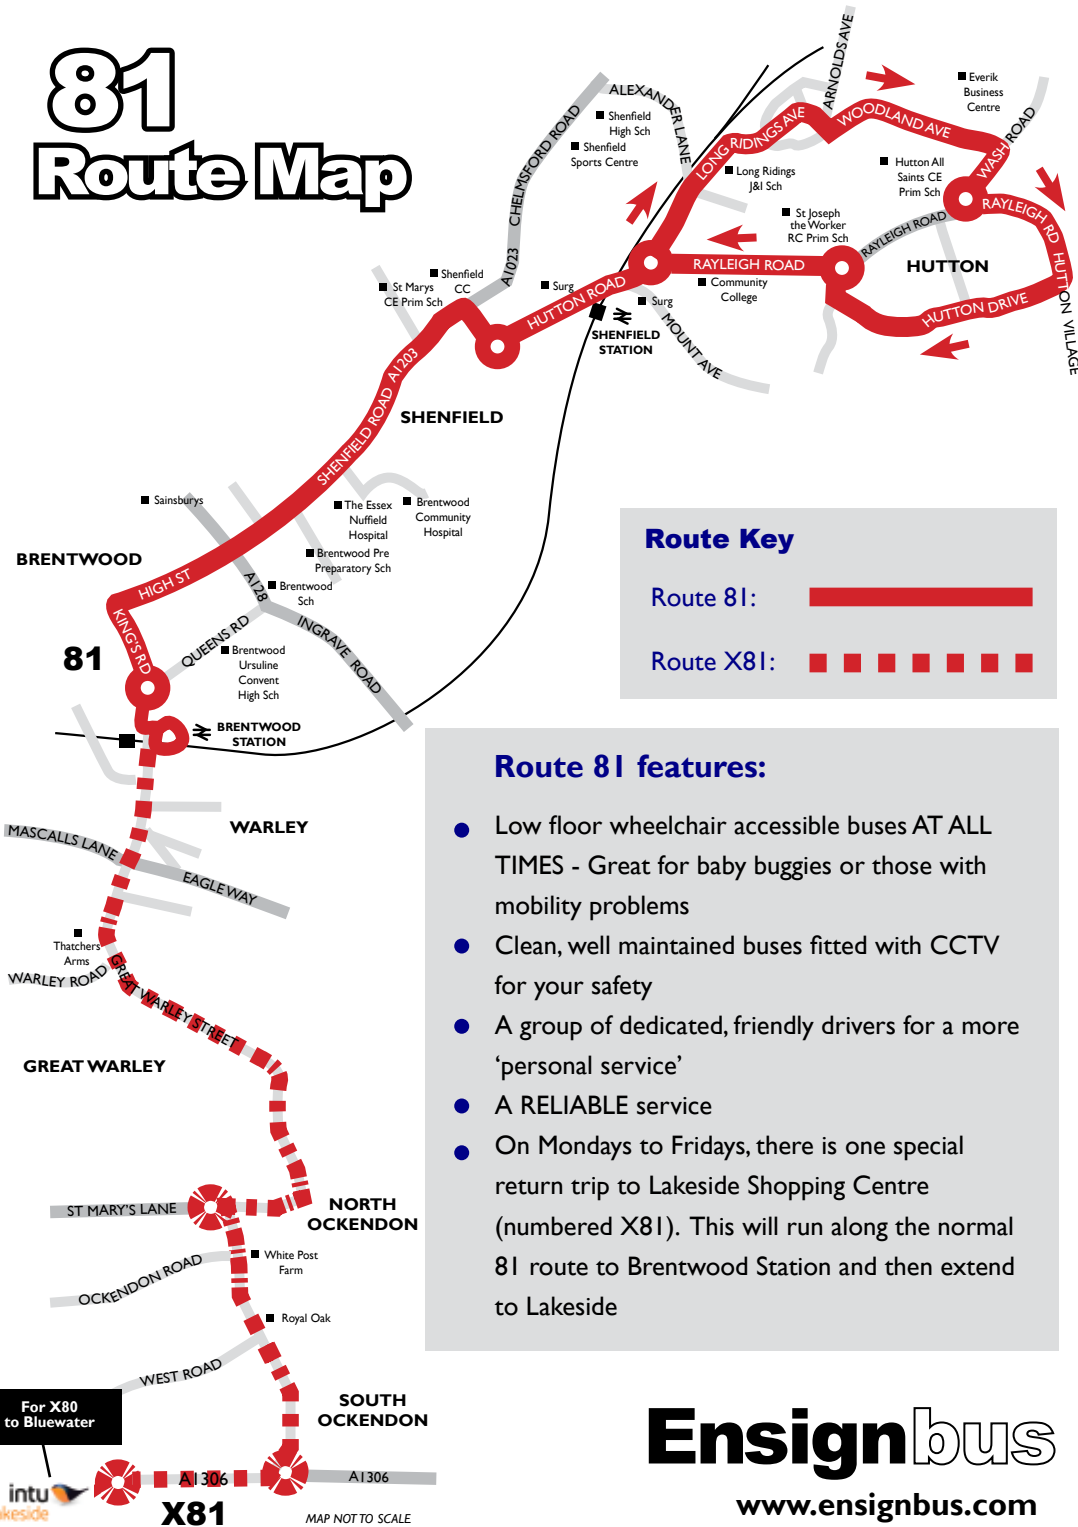 81
Route Map
ALEXANDER LANE
ARNOLDS AVE
CHELMSFORD ROAD
A1023
Shenfield
High Sch
Shenfield
Sports Centre
LONG RIDINGS AVE
WOODLAND AVE
Everik
Business
Centre
WASH ROAD
Hutton All
Saints CE
Prim Sch
Long Ridings
J&I Sch
St Joseph
the Worker
RC Prim Sch
RAYLEIGH ROAD
RAYLEIGH RD
HUTTON VILLAGE
HUTTON
RAYLEIGH ROAD
Community
College
HUTTON DRIVE
Shenfield
CC
St Marys
CE Prim Sch
Surg
HUTTON ROAD
Surg
MOUNT AVE
SHENFIELD
STATION
SHENFIELD ROAD A1203
SHENFIELD
Sainsburys
The Essex
Nuffield
Hospital
Brentwood
Community
Hospital
Brentwood Pre
Preparatory Sch
BRENTWOOD
HIGH ST
A128
Brentwood
Sch
KING'S RD
81
QUEENS RD
INGRAVE ROAD
Brentwood
Ursuline
Convent
High Sch
BRENTWOOD
STATION
Route Key
Route 81:
Route X81:
WARLEY
MASCALLS LANE
EAGLE WAY
Thatchers
Arms
WARLEY ROAD
GREAT WARLEY STREET
GREAT WARLEY
ST MARY'S LANE
NORTH
OCKENDON
White Post
Farm
OCKENDON ROAD
Royal Oak
WEST ROAD
SOUTH
OCKENDON
For X80
to Bluewater
intu
keside
A1306
A1306
X81
MAP NOT TO SCALE
Route 81 features:
Low floor wheelchair accessible buses AT ALL
TIMES - Great for baby buggies or those with
mobility problems
Clean, well maintained buses fitted with CCTV
for your safety
A group of dedicated, friendly drivers for a more
‘personal service’
A RELIABLE service
On Mondays to Fridays, there is one special
return trip to Lakeside Shopping Centre
(numbered X81). This will run along the normal
81 route to Brentwood Station and then extend
to Lakeside
Ensignbus
www.ensignbus.com